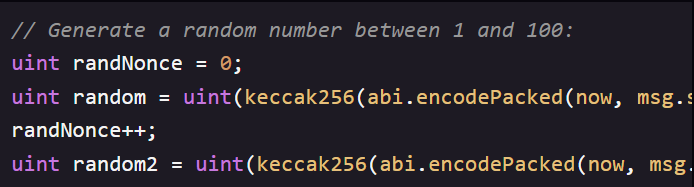 // Generate a random number between 1 and 100:
uint randNonce = 0;
uint random = uint(keccak256(abi.encodePacked(now, msg.s
randNonce++;
uint random2 = uint(keccak256(abi.encodePacked(now, msg.